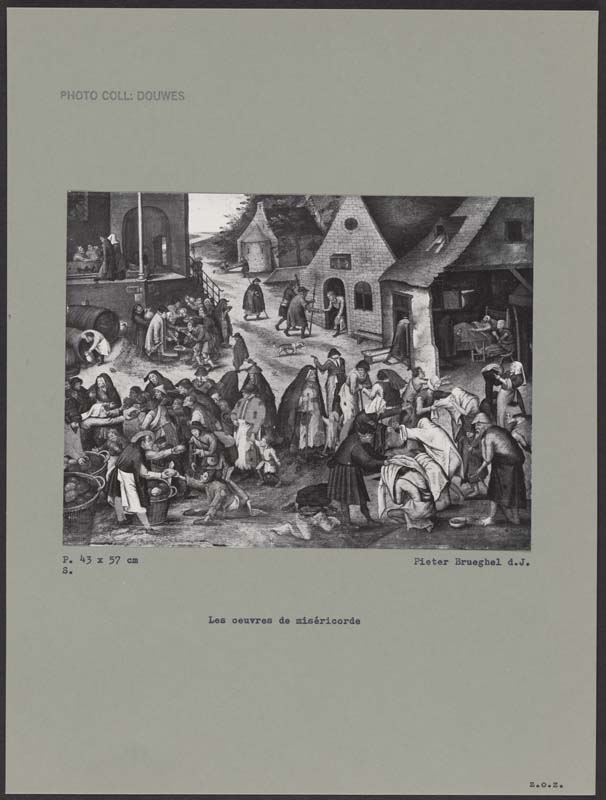 PHOTO COLL: DOUWES
P. 43 x 57 cm
S.
Pieter Brueghel d.J.
Les oeuvres de miséricorde
z.o.z.